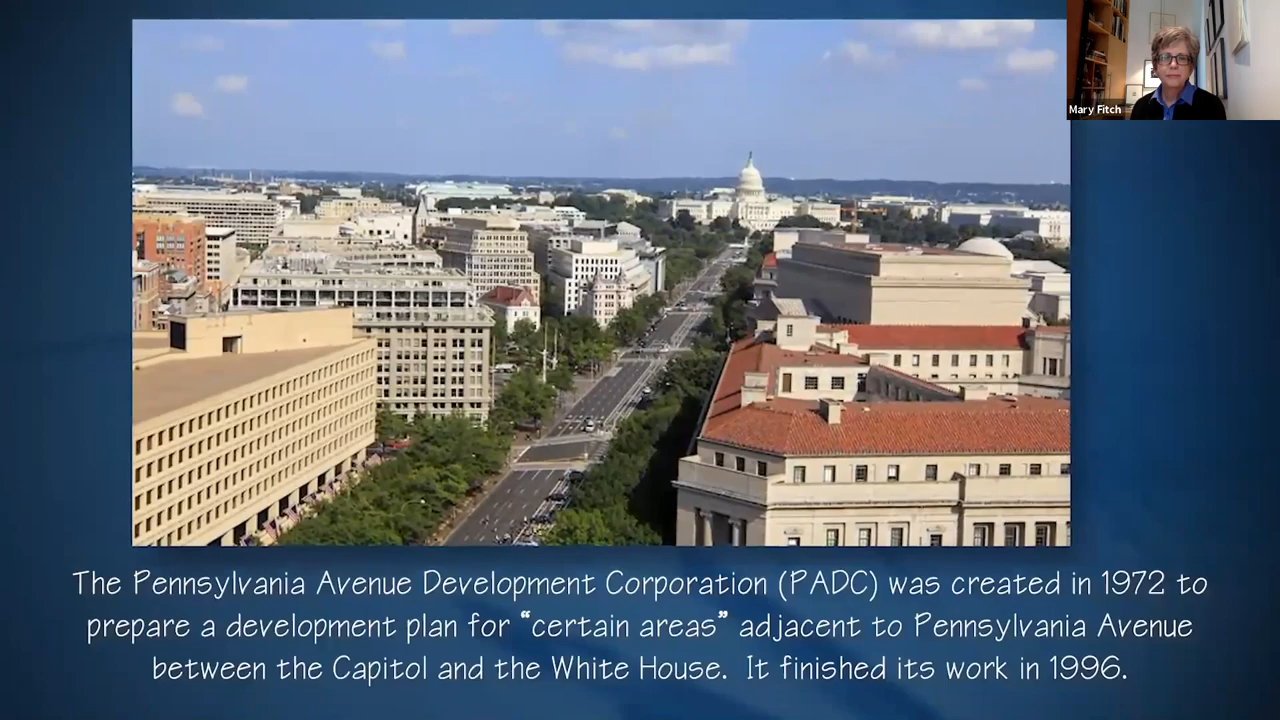 Mary Fitch
The Pennsylvania Avenue Development Corporation (PADC) was created in 1972 to
prepare a development plan for “certain areas” adjacent to Pennsylvania Avenue
between the Capitol and the White House. It finished its work in 1996.